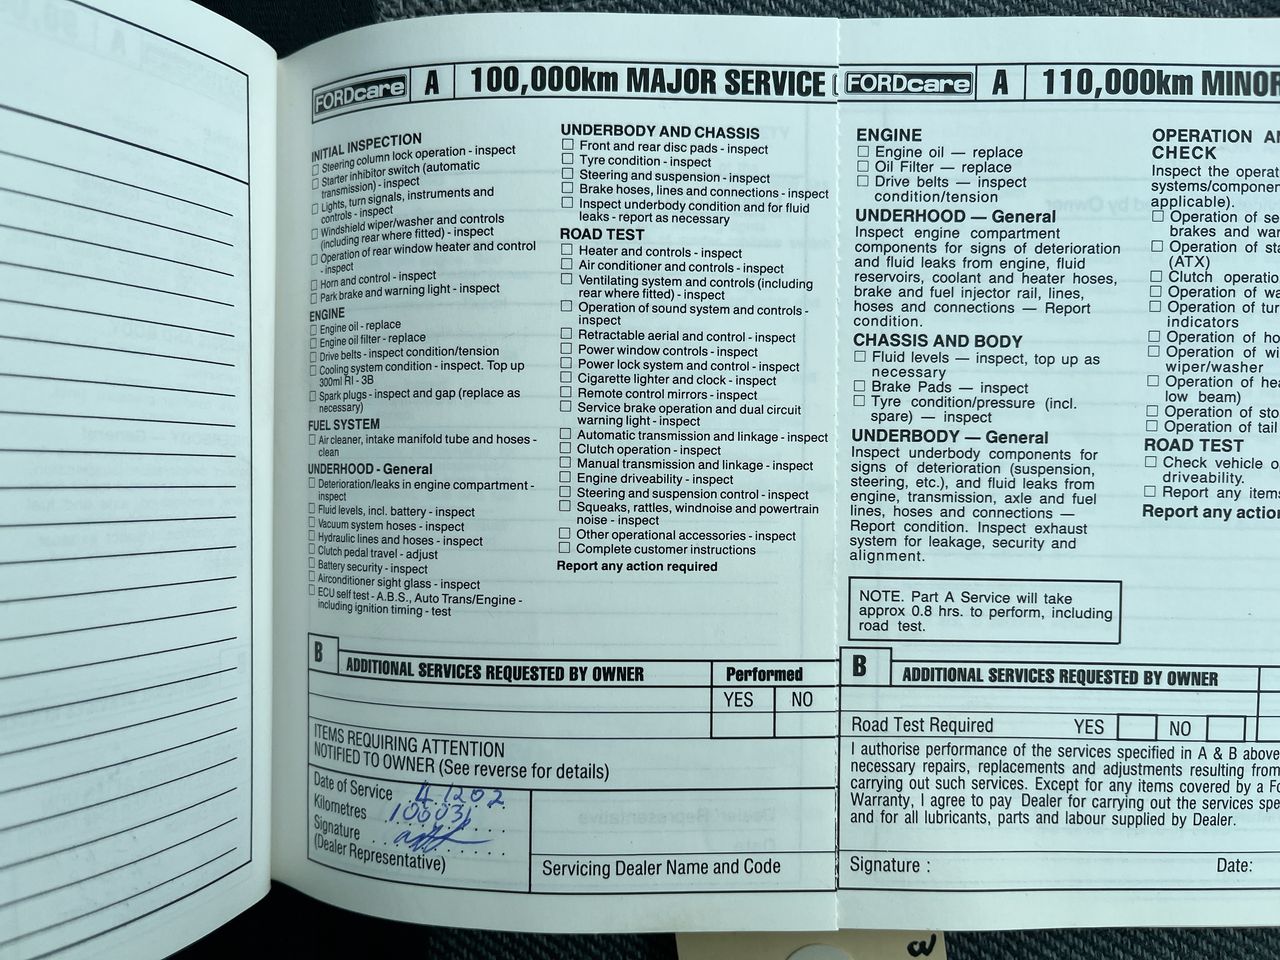 FORDcare A 100,000km MAJOR SERVICE
INITIAL INSPECTION
☐ Steering column lock operation - inspect
☐ Starter inhibitor switch (automatic
transmission) - inspect
☐ Lights, turn signals, instruments and
controls - inspect
☐ Windshield wiper/washer and controls
(including rear where fitted) - inspect
☐ Operation of rear window heater and control
- inspect
☐ Horn and control - inspect
☐ Park brake and warning light - inspect
ENGINE
☐ Engine oil - replace
☐ Engine oil filter - replace
☐ Drive belts - inspect condition/tension
☐ Cooling system condition - inspect. Top up
300ml RI - 3B
☐ Spark plugs - inspect and gap (replace as
necessary)
FUEL SYSTEM
☐ Air cleaner, intake manifold tube and hoses -
clean
UNDERHOOD - General
☐ Deterioration/leaks in engine compartment -
inspect
☐ Fluid levels, incl. battery - inspect
☐ Vacuum system hoses - inspect
☐ Hydraulic lines and hoses - inspect
☐ Clutch pedal travel - adjust
☐ Battery security - inspect
☐ Airconditioner sight glass - inspect
☐ ECU self test - A.B.S., Auto Trans/Engine -
including ignition timing - test
UNDERBODY AND CHASSIS
☐ Front and rear disc pads - inspect
☐ Tyre condition - inspect
☐ Steering and suspension - inspect
☐ Brake hoses, lines and connections - inspect
☐ Inspect underbody condition and for fluid
leaks - report as necessary
ROAD TEST
☐ Heater and controls - inspect
☐ Air conditioner and controls - inspect
☐ Ventilating system and controls (including
rear where fitted) - inspect
☐ Operation of sound system and controls -
inspect
☐ Retractable aerial and control - inspect
☐ Power window controls - inspect
☐ Power lock system and control - inspect
☐ Cigarette lighter and clock - inspect
☐ Remote control mirrors - inspect
☐ Service brake operation and dual circuit
warning light - inspect
☐ Automatic transmission and linkage - inspect
☐ Clutch operation - inspect
☐ Manual transmission and linkage - inspect
☐ Engine driveability - inspect
☐ Steering and suspension control - inspect
☐ Squeaks, rattles, windnoise and powertrain
noise - inspect
☐ Other operational accessories - inspect
☐ Complete customer instructions
Report any action required
B ADDITIONAL SERVICES REQUESTED BY OWNER Performed
YES NO
ITEMS REQUIRING ATTENTION
NOTIFIED TO OWNER (See reverse for details)
Date of Service 4 1202
Kilometres
Signature
(Dealer Representative)
Servicing Dealer Name and Code
FORDcare A 110,000km MINOR
ENGINE
☐ Engine oil — replace
☐ Oil Filter — replace
☐ Drive belts — inspect
condition/tension
UNDERHOOD — General
Inspect engine compartment
components for signs of deterioration
and fluid leaks from engine, fluid
reservoirs, coolant and heater hoses,
brake and fuel injector rail, lines,
hoses and connections — Report
condition.
CHASSIS AND BODY
☐ Fluid levels — inspect, top up as
necessary
☐ Brake Pads — inspect
☐ Tyre condition/pressure (incl.
spare) — inspect
UNDERBODY — General
Inspect underbody components for
signs of deterioration (suspension,
steering, etc.), and fluid leaks from
engine, transmission, axle and fuel
lines, hoses and connections —
Report condition. Inspect exhaust
system for leakage, security and
alignment.
NOTE. Part A Service will take
approx 0.8 hrs. to perform, including
road test.
OPERATION
CHECK
Inspect the
systems/
applicable).
☐ Operation of
brakes and
☐ Operation of
(ATX)
☐ Clutch
☐ Operation of
☐ Operation of
indicators
☐ Operation of
☐ Operation of
wiper/washer
☐ Operation of
low beam)
☐ Operation of
☐ Operation of tail
ROAD TEST
☐ Check vehicle
driveability.
☐ Report any
Report any
B ADDITIONAL SERVICES REQUESTED BY OWNER
Road Test Required YES ☐ NO ☐
I authorise performance of the services specified in A & B above
necessary repairs, replacements and adjustments resulting from
carrying out such services. Except for any items covered by a
Warranty, I agree to pay Dealer for carrying out the services
and for all lubricants, parts and labour supplied by Dealer.
Signature : Date: